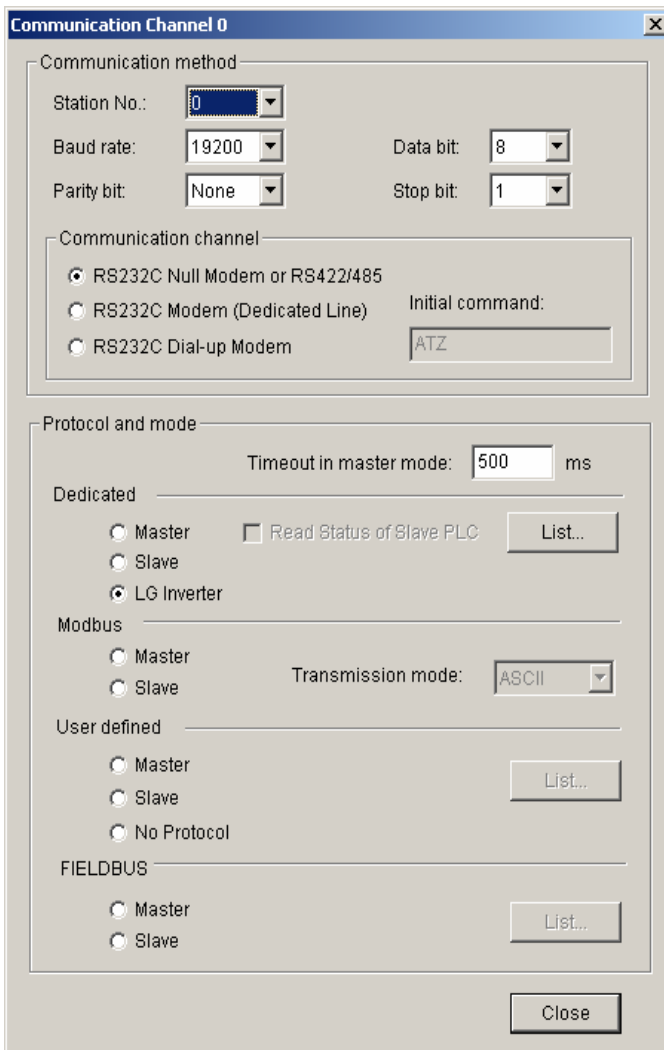 Communication Channel 0
Communication method
Station No.: 0
Baud rate: 19200 Data bit: 8
Parity bit: None Stop bit: 1
Communication channel
RS232C Null Modem or RS422/485
RS232C Modem (Dedicated Line) Initial command:
RS232C Dial-up Modem ATZ
Protocol and mode
Timeout in master mode: 500 ms
Dedicated
Master Read Status of Slave PLC List...
Slave
LG Inverter
Modbus
Master
Slave Transmission mode: ASCII
User defined
Master
Slave List...
No Protocol
FIELDBUS
Master
Slave List...
Close